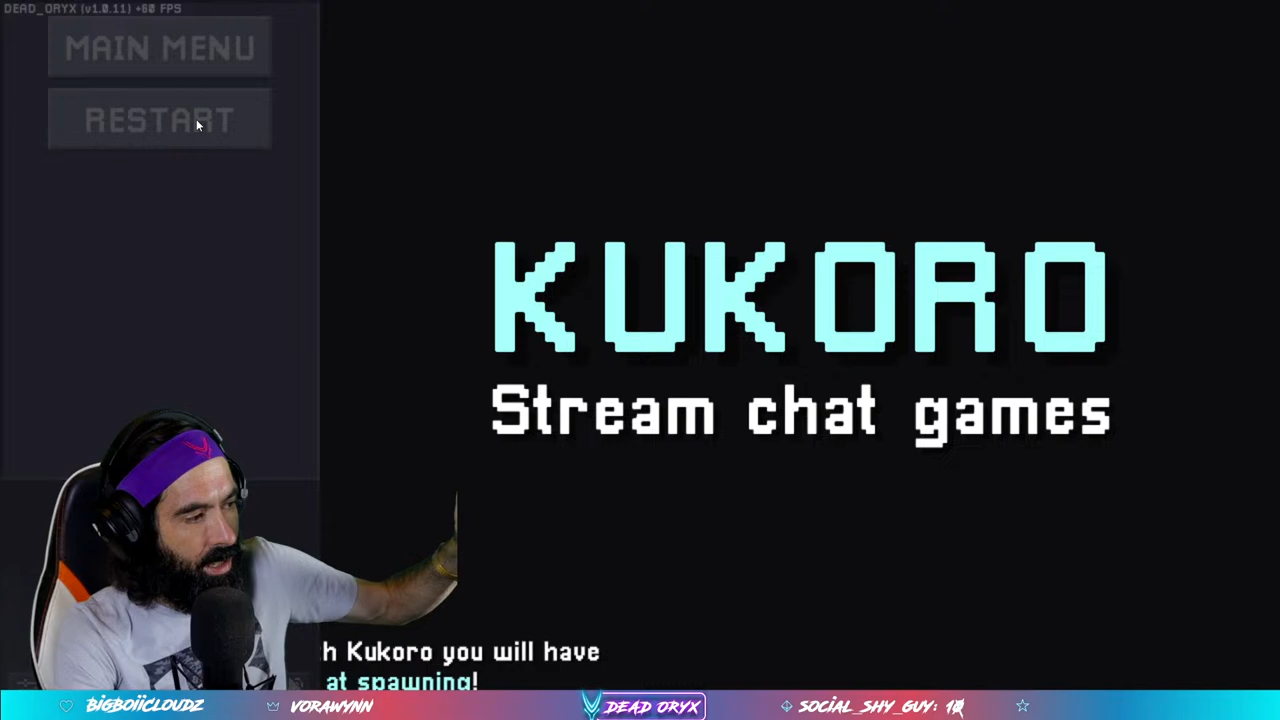 DEAD_ORYX (v1.0.11) +60 FPS
MAIN MENU
RESTART
KUKORO
Stream chat games
h Kukoro you will have
at spawning!
BIGBOIICLOUDZ
VORAWYNN
DEAD ORYX
SOCIAL_SHY_GUY: